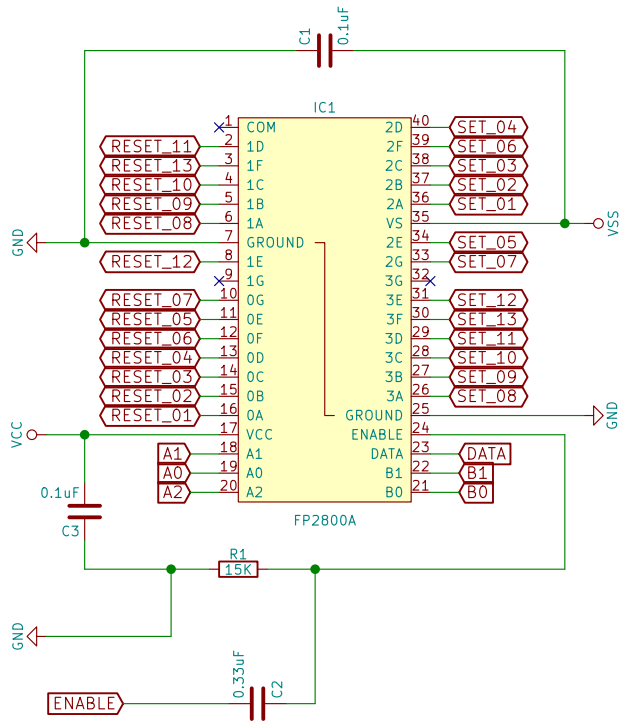 C1
0.1uF
IC1
1 COM 2D 40 SET_04
RESET_11 2 1D 2F 39 SET_06
RESET_13 3 1F 2C 38 SET_03
RESET_10 4 1C 2B 37 SET_02
RESET_09 5 1B 2A 36 SET_01
RESET_08 6 1A VS 35 VSS
GND 7 GROUND 2E 34 SET_05
RESET_12 8 1E 2G 33 SET_07
9 1G 3G 32
RESET_07 10 0G 3E 31 SET_12
RESET_05 11 0E 3F 30 SET_13
RESET_06 12 0F 3D 29 SET_11
RESET_04 13 0D 3C 28 SET_10
RESET_03 14 0C 3B 27 SET_09
RESET_02 15 0B 3A 26 SET_08
RESET_01 16 0A GROUND 25 GND
VCC 17 VCC ENABLE 24
A1 18 A1 DATA 23 DATA
A0 19 A0 B1 22 B1
A2 20 A2 B0 21 B0
0.1uF
C3
FP2800A
R1
15K
GND
0.33uF
C2
ENABLE